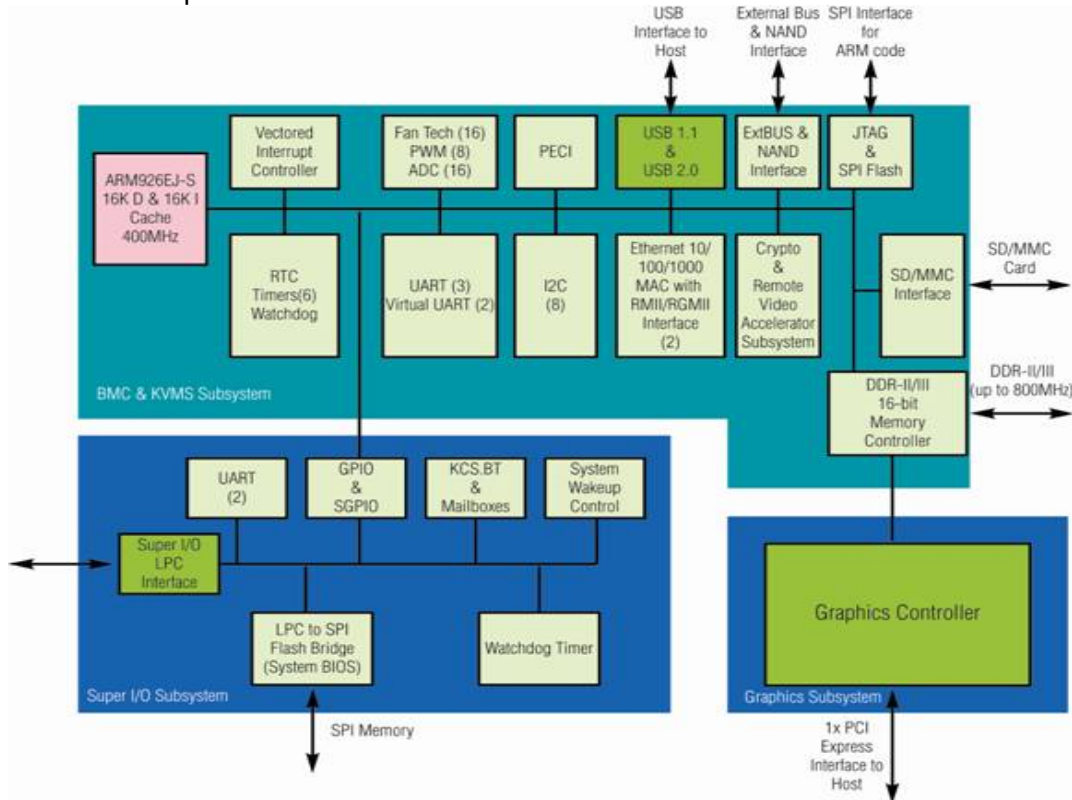 USB
Interface to
Host
External Bus
& NAND
Interface
SPI Interface
for
ARM code
ARM926EJ-S
16K D & 16K I
Cache
400MHz
Vectored
Interrupt
Controller
Fan Tech (16)
PWM (8)
ADC (16)
PECI
USB 1.1
&
USB 2.0
ExtBUS &
NAND
Interface
JTAG
&
SPI Flash
RTC
Timers(6)
Watchdog
UART (3)
Virtual UART (2)
I2C
(8)
Ethernet 10/
100/1000
MAC with
RMII/RGMII
Interface
(2)
Crypto
&
Remote
Video
Accelerator
Subsystem
SD/MMC
Interface
SD/MMC
Card
DDR-II/III
16-bit
Memory
Controller
DDR-II/III
(up to 800MHz)
BMC & KVMS Subsystem
UART
(2)
GPIO
&
SGPIO
KCS.BT
&
Mailboxes
System
Wakeup
Control
Super I/O
LPC
Interface
LPC to SPI
Flash Bridge
(System BIOS)
Watchdog Timer
Super I/O Subsystem
SPI Memory
Graphics Controller
Graphics Subsystem
1x PCI
Express
Interface to
Host